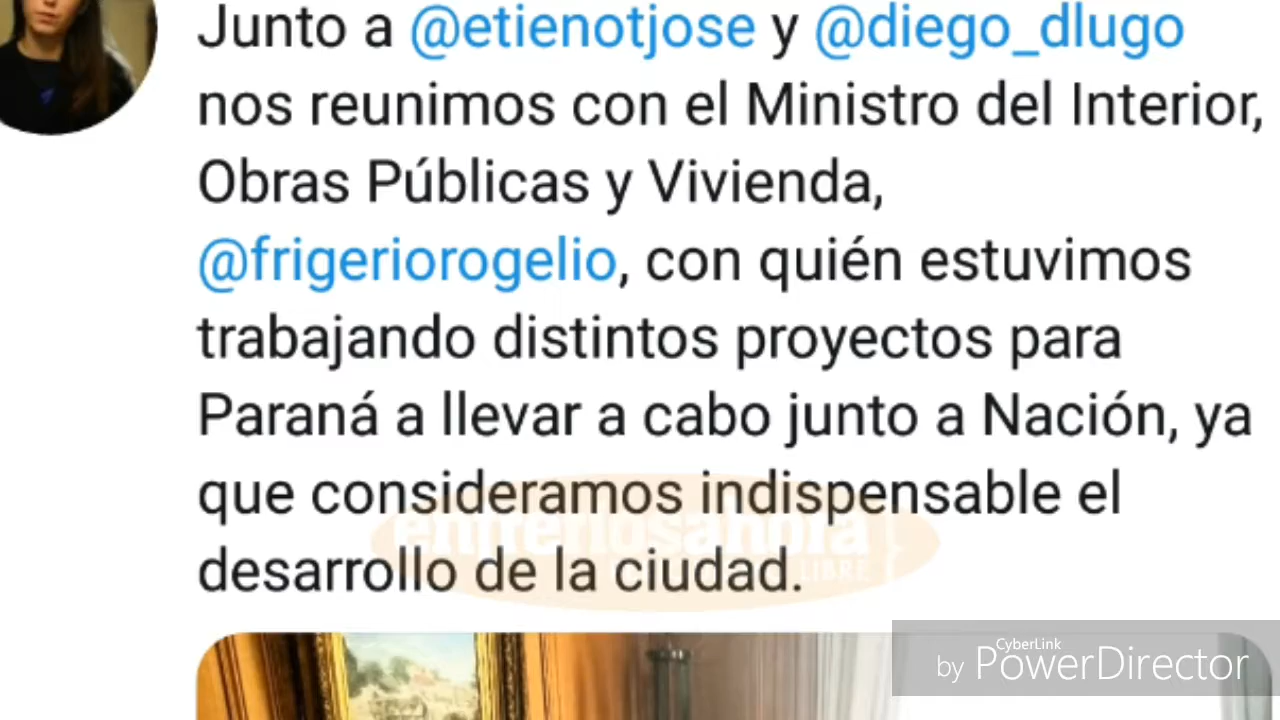 Junto a @etienotjose y @diego_dlugo
nos reunimos con el Ministro del Interior,
Obras Públicas y Vivienda,
@frigeriorogelio, con quién estuvimos
trabajando distintos proyectos para
Paraná a llevar a cabo junto a Nación, ya
que consideramos indispensable el
desarrollo de la ciudad.
entreriosahora
LIBRE
CyberLink
by PowerDirector